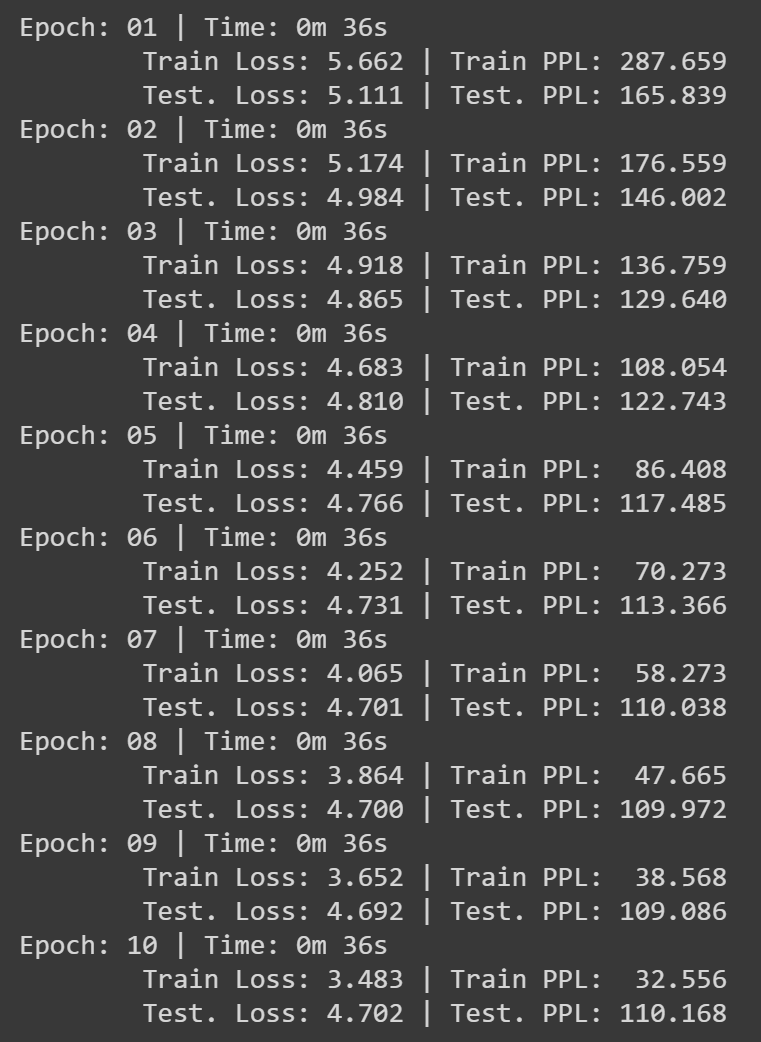 Epoch: 01 | Time: 0m 36s
Train Loss: 5.662 | Train PPL: 287.659
Test. Loss: 5.111 | Test. PPL: 165.839
Epoch: 02 | Time: 0m 36s
Train Loss: 5.174 | Train PPL: 176.559
Test. Loss: 4.984 | Test. PPL: 146.002
Epoch: 03 | Time: 0m 36s
Train Loss: 4.918 | Train PPL: 136.759
Test. Loss: 4.865 | Test. PPL: 129.640
Epoch: 04 | Time: 0m 36s
Train Loss: 4.683 | Train PPL: 108.054
Test. Loss: 4.810 | Test. PPL: 122.743
Epoch: 05 | Time: 0m 36s
Train Loss: 4.459 | Train PPL:  86.408
Test. Loss: 4.766 | Test. PPL: 117.485
Epoch: 06 | Time: 0m 36s
Train Loss: 4.252 | Train PPL:  70.273
Test. Loss: 4.731 | Test. PPL: 113.366
Epoch: 07 | Time: 0m 36s
Train Loss: 4.065 | Train PPL:  58.273
Test. Loss: 4.701 | Test. PPL: 110.038
Epoch: 08 | Time: 0m 36s
Train Loss: 3.864 | Train PPL:  47.665
Test. Loss: 4.700 | Test. PPL: 109.972
Epoch: 09 | Time: 0m 36s
Train Loss: 3.652 | Train PPL:  38.568
Test. Loss: 4.692 | Test. PPL: 109.086
Epoch: 10 | Time: 0m 36s
Train Loss: 3.483 | Train PPL:  32.556
Test. Loss: 4.702 | Test. PPL: 110.168